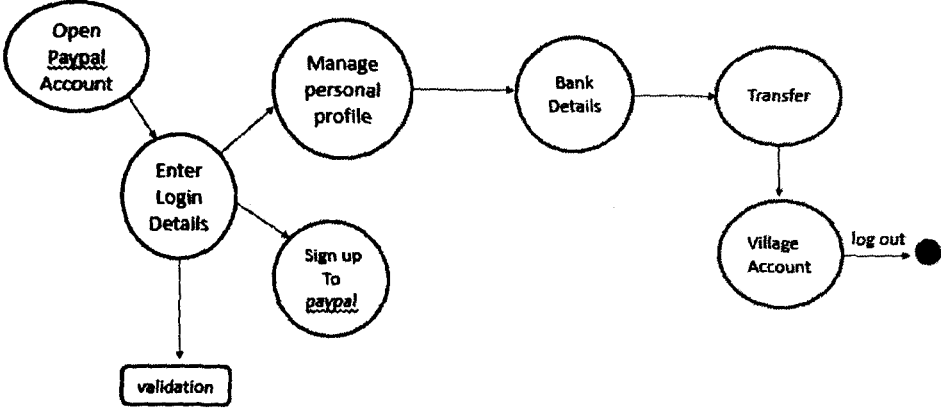 Open
Paypal
Account
Manage
personal
profile
Bank
Details
Transfer
Enter
Login
Details
Sign up
To
paypal
Village
Account
log out
validation